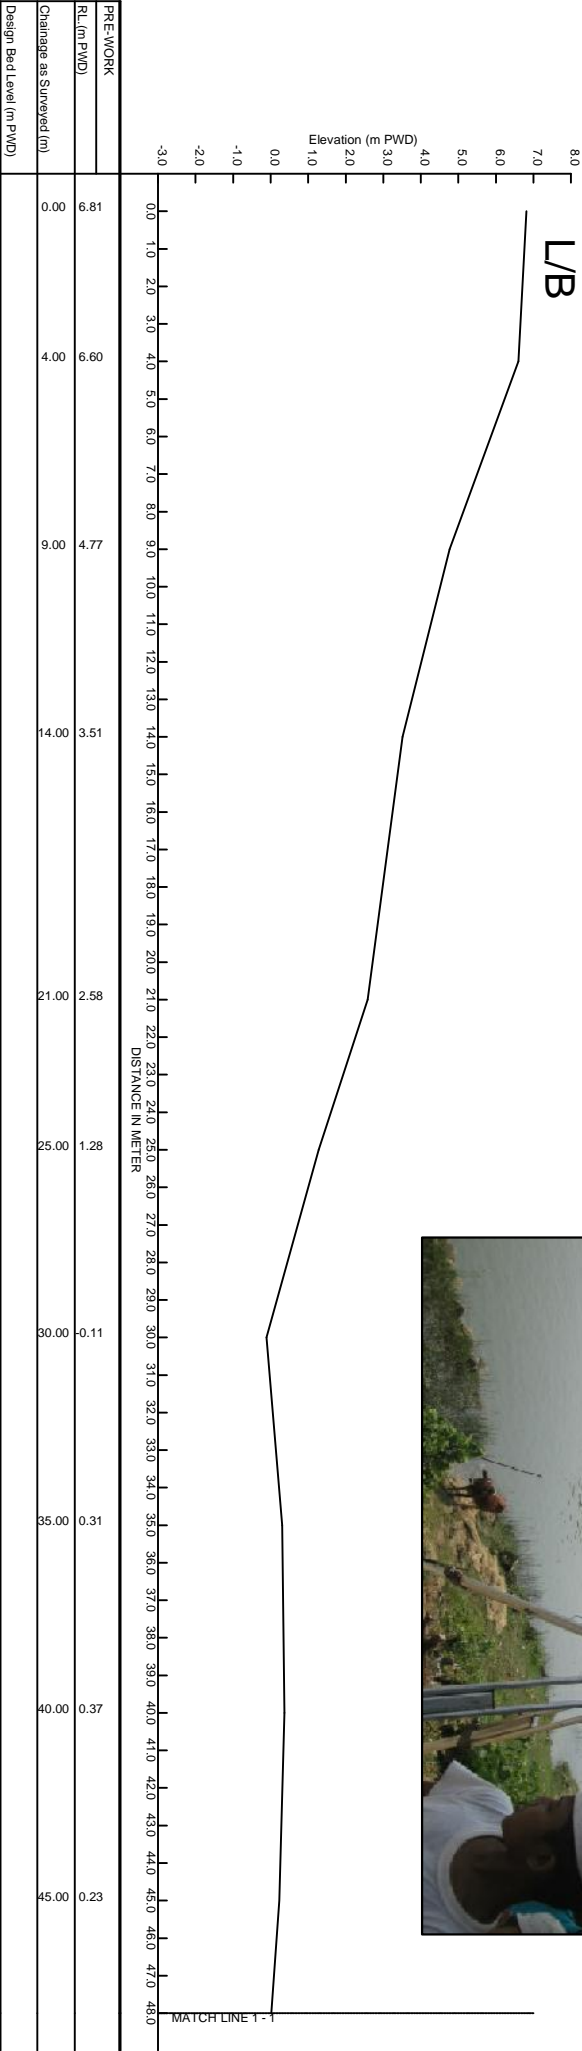 L/B
Elevation (m PWD)
8.0
7.0
6.0
5.0
4.0
3.0
2.0
1.0
0.0
-1.0
-2.0
-3.0
0.0 1.0 2.0 3.0 4.0 5.0 6.0 7.0 8.0 9.0 10.0 11.0 12.0 13.0 14.0 15.0 16.0 17.0 18.0 19.0 20.0 21.0 22.0 23.0 24.0 25.0 26.0 27.0 28.0 29.0 30.0 31.0 32.0 33.0 34.0 35.0 36.0 37.0 38.0 39.0 40.0 41.0 42.0 43.0 44.0 45.0 46.0 47.0 48.0
MATCH LINE 1 - 1
DISTANCE IN METER
PRE-WORK
RL.(m PWD) 6.81 6.60 4.77 3.51 2.58 1.28 -0.11 0.31 0.37 0.23
Chainage as Surveyed (m) 0.00 4.00 9.00 14.00 21.00 25.00 30.00 35.00 40.00 45.00
Design Bed Level (m PWD)